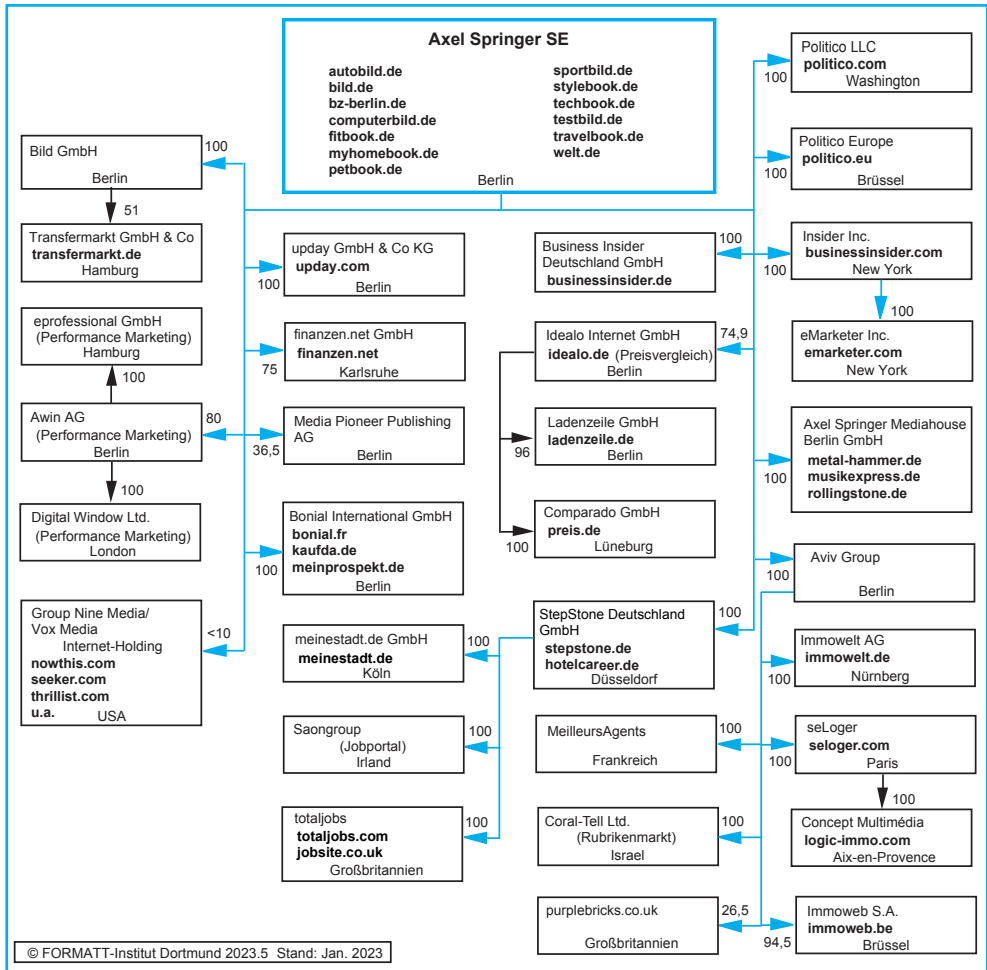 Axel Springer SE
autobild.de
bild.de
bz-berlin.de
computerbild.de
fitbook.de
myhomebook.de
petbook.de
sportbild.de
stylebook.de
techbook.de
testbild.de
travelbook.de
welt.de
Berlin
Bild GmbH
Berlin
100
51
Transfermarkt GmbH & Co
transfermarkt.de
Hamburg
eprofessional GmbH
(Performance Marketing)
Hamburg
100
Awin AG
(Performance Marketing)
Berlin
80
100
Digital Window Ltd.
(Performance Marketing)
London
Group Nine Media/
Vox Media
Internet-Holding
nowthis.com
seeker.com
thrillist.com
u.a. USA
<10
upday GmbH & Co KG
upday.com
Berlin
100
finanzen.net GmbH
finanzen.net
Karlsruhe
75
Media Pioneer Publishing
AG
Berlin
36,5
Bonial International GmbH
bonial.fr
kaufda.de
meinprospekt.de
Berlin
100
meinestadt.de GmbH
meinestadt.de
Köln
100
Saongroup
(Jobportal)
Irland
100
totaljobs
totaljobs.com
jobsite.co.uk
Großbritannien
100
Business Insider
Deutschland GmbH
businessinsider.de
100
Idealo Internet GmbH
idealo.de (Preisvergleich)
Berlin
74,9
Ladenzeile GmbH
ladenzeile.de
Berlin
96
Comparado GmbH
preis.de
Lüneburg
100
StepStone Deutschland
GmbH
stepstone.de
hotelcareer.de
Düsseldorf
100
MeilleursAgents
Frankreich
100
Coral-Tell Ltd.
(Rubrikenmarkt)
Israel
100
purplebricks.co.uk
Großbritannien
26,5
Politico LLC
politico.com
Washington
100
Politico Europe
politico.eu
Brüssel
100
Insider Inc.
businessinsider.com
New York
100
100
eMarketer Inc.
emarketer.com
New York
Axel Springer Mediahouse
Berlin GmbH
metal-hammer.de
musikexpress.de
rollingstone.de
100
Aviv Group
Berlin
100
Immowelt AG
immowelt.de
Nürnberg
100
seLoger
seloger.com
Paris
100
100
Concept Multimédia
logic-immo.com
Aix-en-Provence
Immoweb S.A.
immoweb.be
Brüssel
94,5
© FORMATT-Institut Dortmund 2023.5 Stand: Jan. 2023